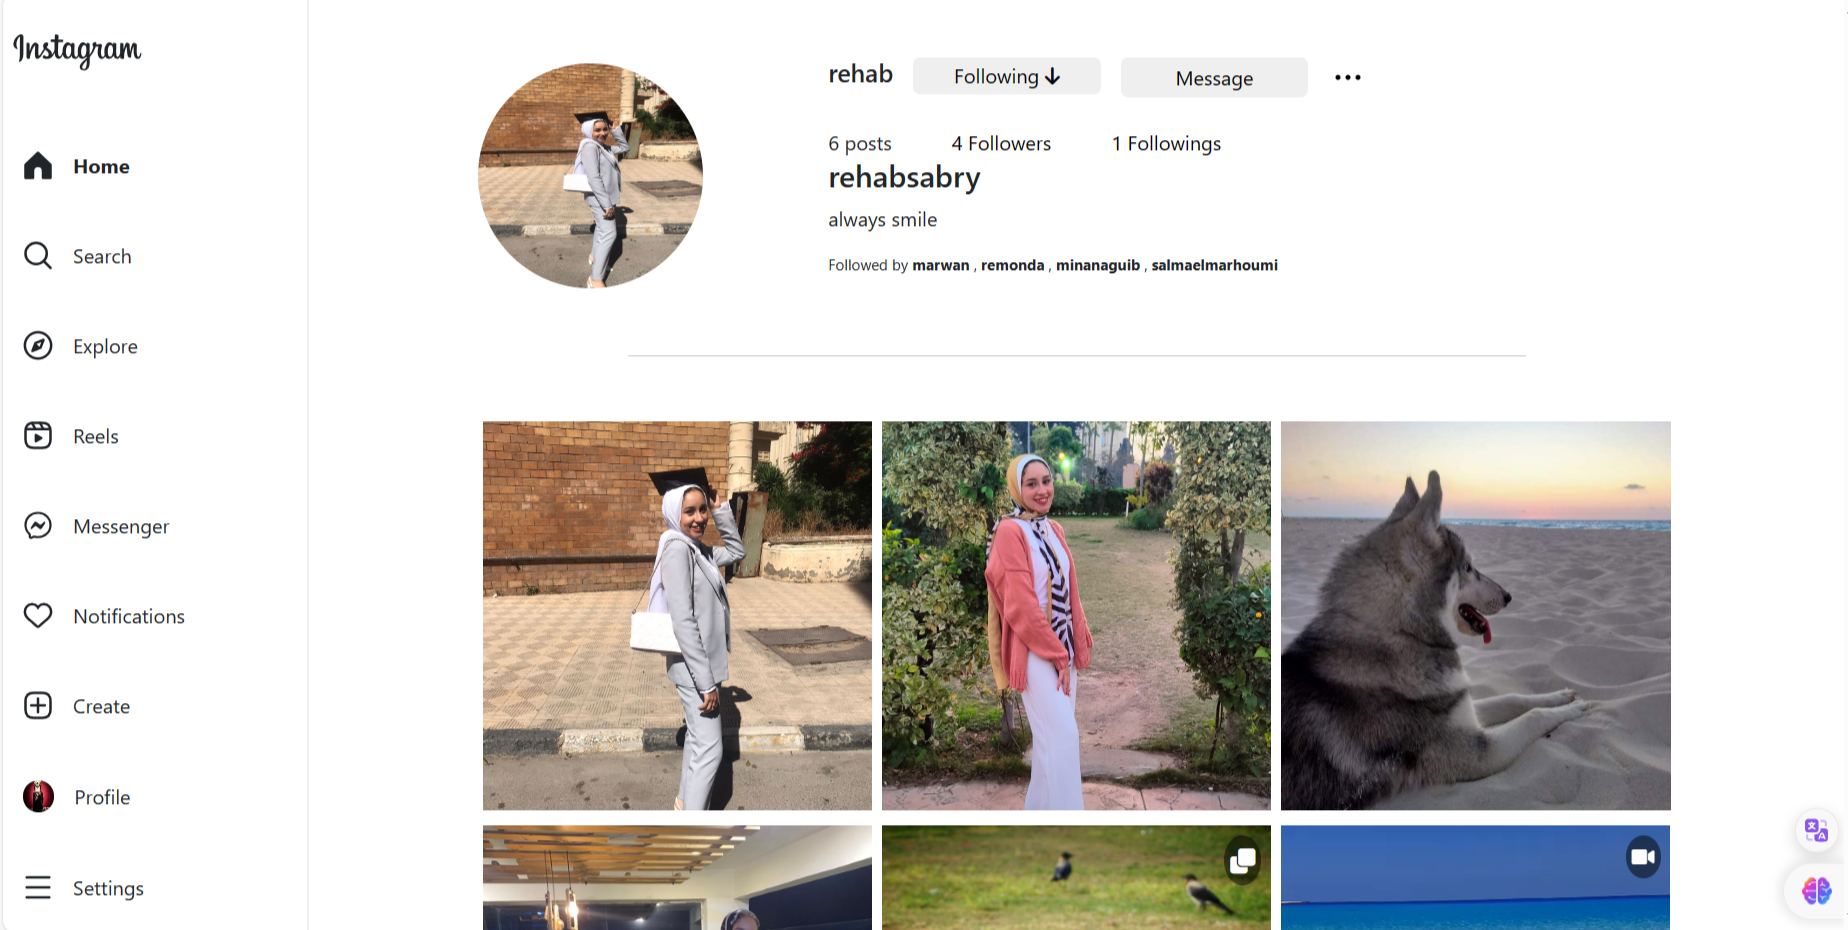 Instagram
Home
Search
Explore
Reels
Messenger
Notifications
Create
Profile
Settings
rehab
Following
Message
6 posts
4 Followers
1 Followings
rehabsabry
always smile
Followed by marwan , remonda , minanaguib , salmaelmarhoumi